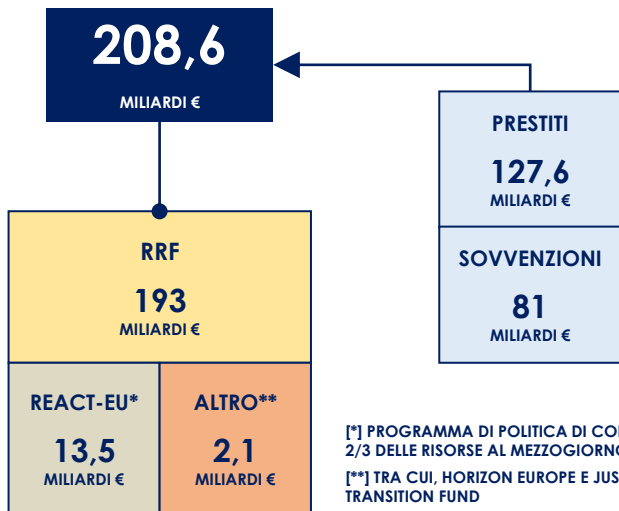 208,6
MILIARDI €
PRESTITI
127,6
MILIARDI €
SOVVENZIONI
81
MILIARDI €
RRF
193
MILIARDI €
REACT-EU*
13,5
MILIARDI €
ALTRO**
2,1
MILIARDI €
[*] PROGRAMMA DI POLITICA DI
2/3 DELLE RISORSE AL MEZZOGIORNO
[**] TRA CUI, HORIZON EUROPE E
TRANSITION FUND